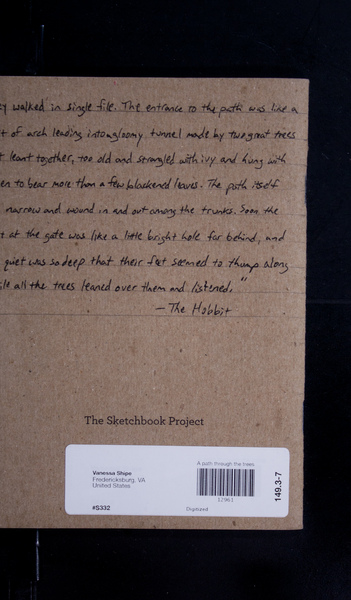 walked in single file. The entrance to the path was like a
of arch leading into a gloomy tunnel made by two great trees
leant together, too old and strangled with ivy and hung with
to bear more than a few blackened leaves. The path itself
narrow and wound in and out among the trunks. Soon the
at the gate was like a little bright hole far behind, and
quiet was so deep that their feet seemed to thump along
all the trees leaned over them and listened."
— The Hobbit
The Sketchbook Project
Vanessa Shipe
Fredericksburg, VA
United States
#S332
A path through the trees
12961
Digitized
149.3-7